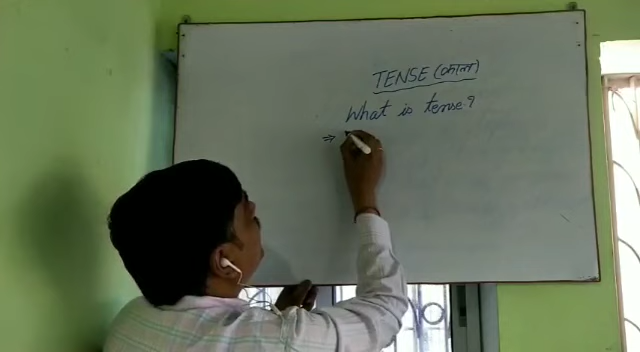 TENSE (काल)
What is tense?
⇒